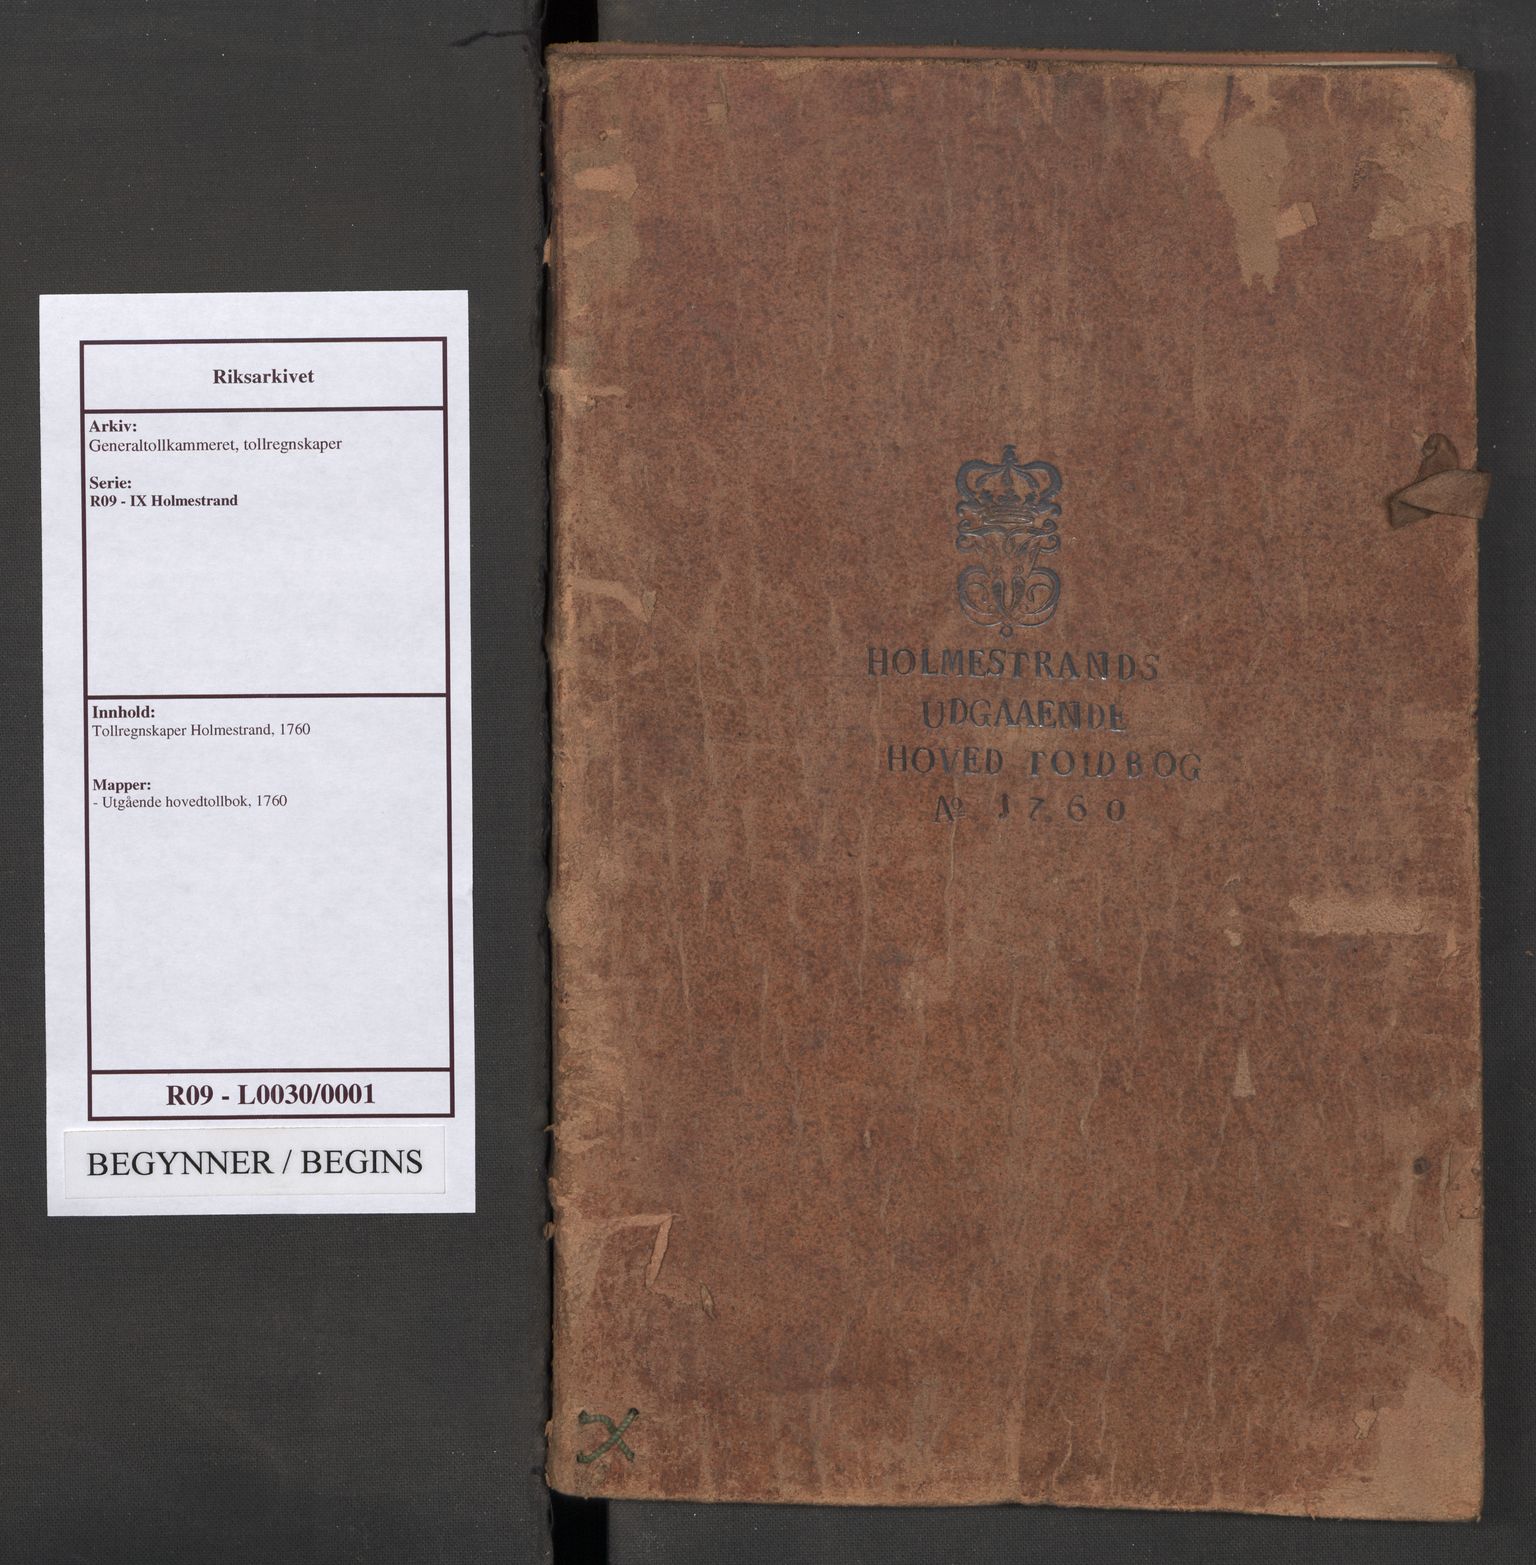 Riksarkivet
Arkiv:
Generaltollkammeret, tollregnskaper
Serie:
R09 - IX Holmestrand
Innhold:
Tollregnskaper Holmestrand, 1760
Mapper:
- Utgående hovedtollbok, 1760
R09 - L0030/0001
BEGYNNER / BEGINS
HOLMESTRANDS
UDGAAENDE
HOVED TOLDBOG
No 1760